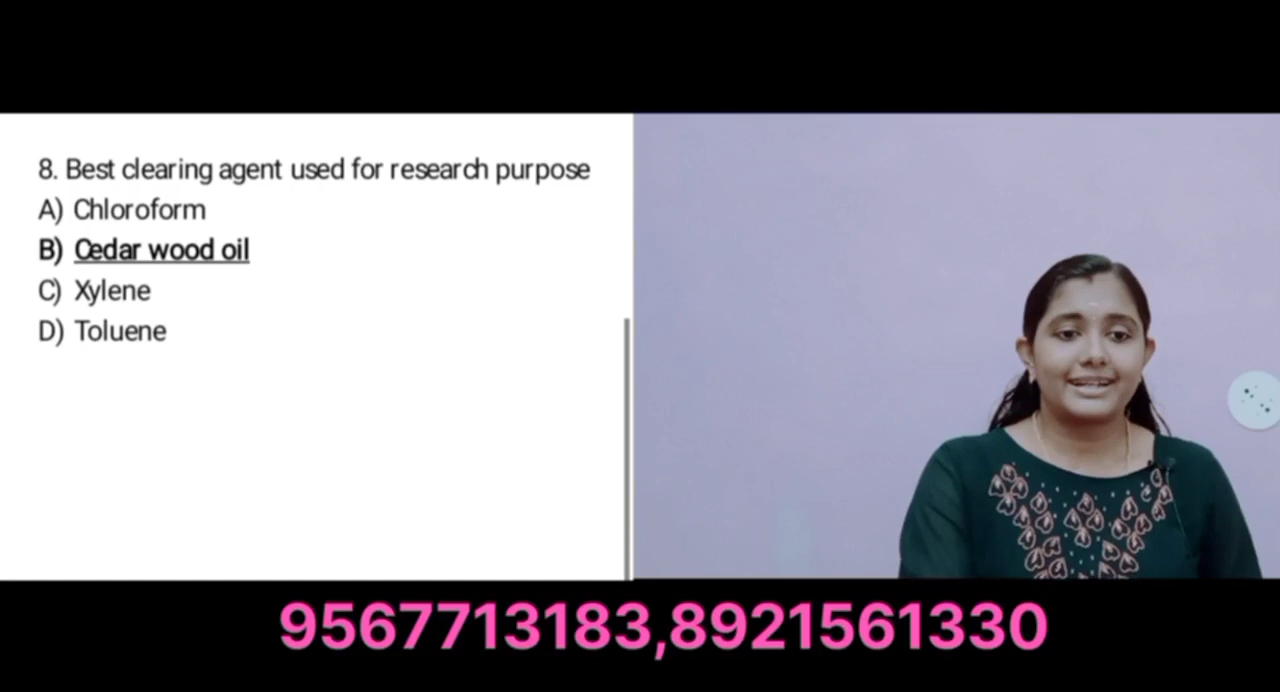 8. Best clearing agent used for research purpose
A) Chloroform
B) Cedar wood oil
C) Xylene
D) Toluene
9567713183,8921561330